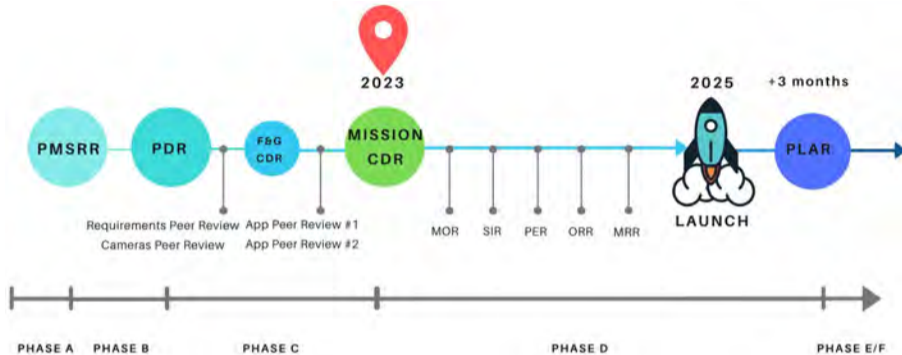 2023
2025
+3 months
PMSRR
PDR
F&G
CDR
MISSION
CDR
PLAR
LAUNCH
Requirements Peer Review
Cameras Peer Review
App Peer Review #1
App Peer Review #2
MOR
SIR
PER
ORR
MRR
PHASE A
PHASE B
PHASE C
PHASE D
PHASE E/F